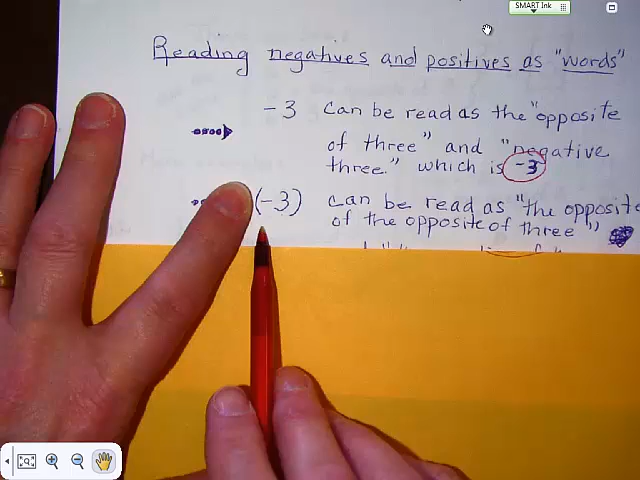 SMART Ink
Reading negatives and positives as "words"
-3 can be read as the "opposite
of three" and "negative
three." which is -3
(-3) can be read as "the opposite
of the opposite of three"